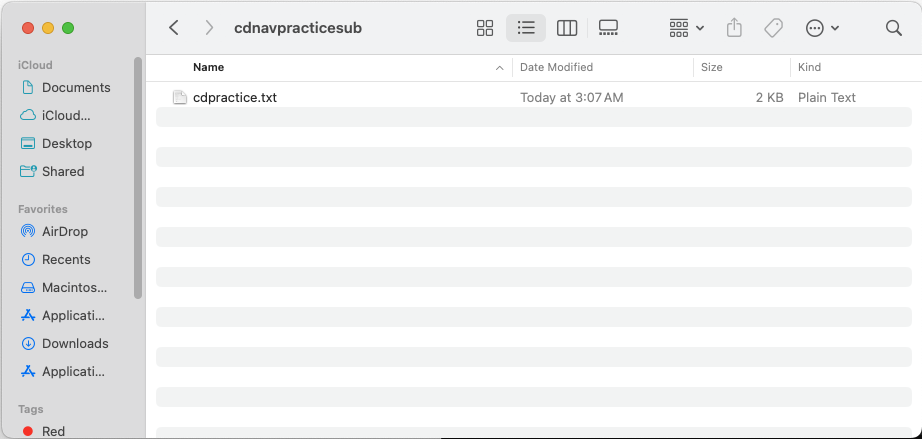 cdnavpracticesub
iCloud
Documents
iCloud...
Desktop
Shared
Favorites
AirDrop
Recents
Macintos...
Applicati...
Downloads
Applicati...
Tags
Red
Name Date Modified Size Kind
cdpractice.txt Today at 3:07 AM 2 KB Plain Text